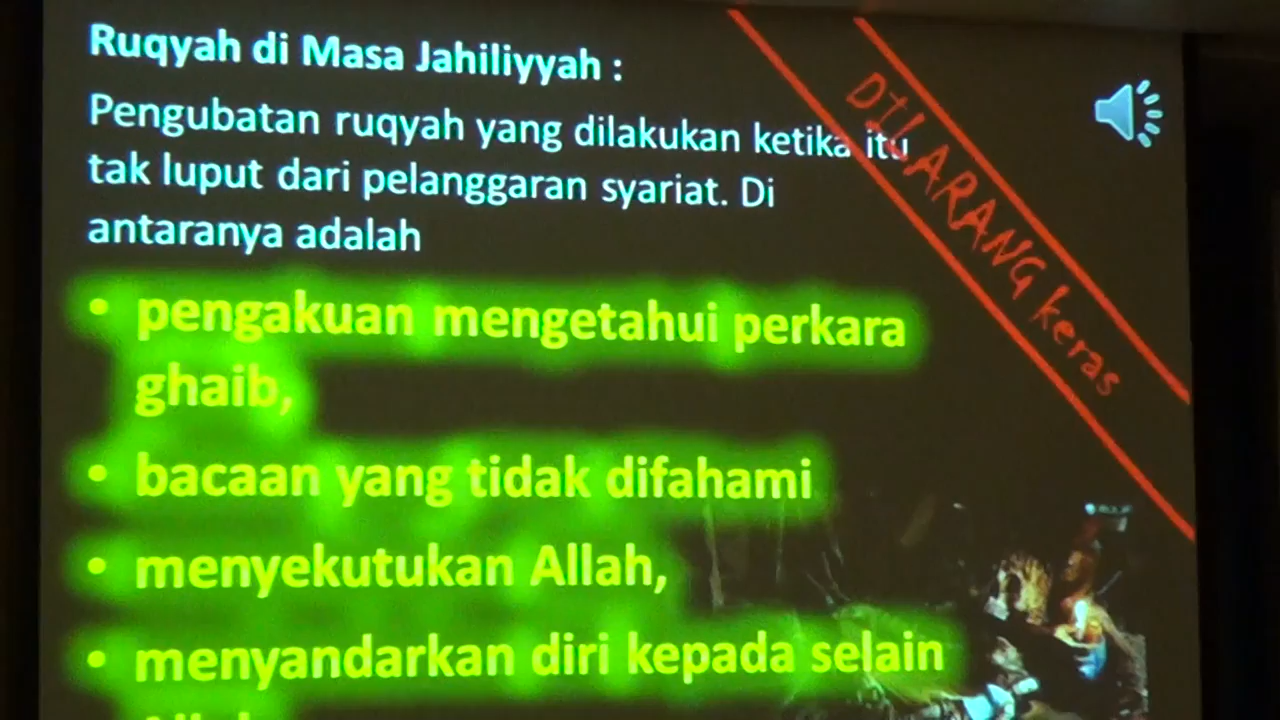 Ruqyah di Masa Jahiliyyah :
Pengubatan ruqyah yang dilakukan ketika itu
tak luput dari pelanggaran syariat. Di
antaranya adalah
• pengakuan mengetahui perkara
ghaib,
• bacaan yang tidak difahami
• menyekutukan Allah,
• menyandarkan diri kepada selain
DILARANG keras